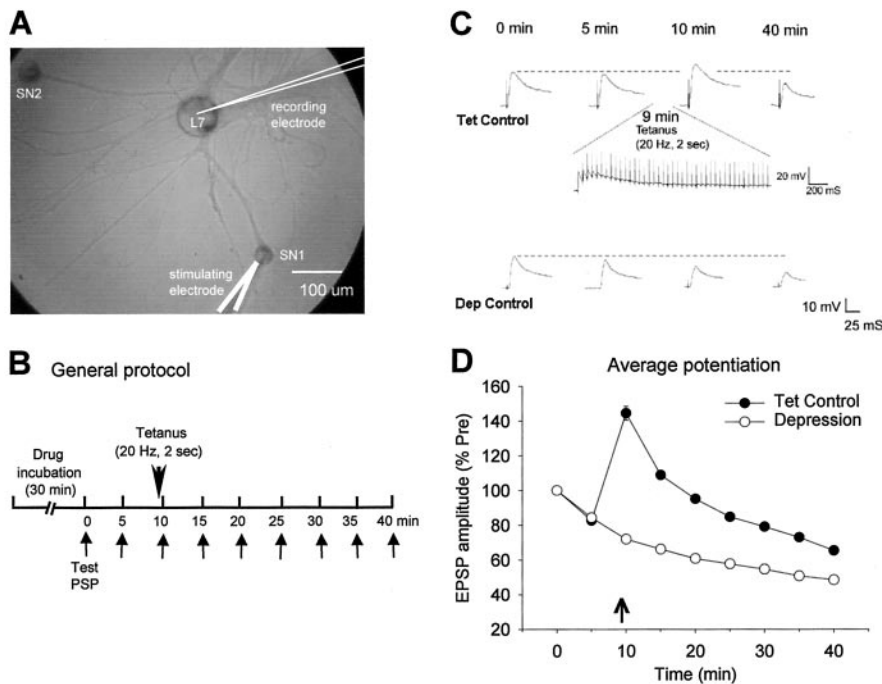 A
SN2
L7
recording
electrode
SN1
stimulating
electrode
100 um
B General protocol
Tetanus
(20 Hz, 2 sec)
Drug
incubation
(30 min)
0 5 10 15 20 25 30 35 40 min
Test
PSP
C
0 min 5 min 10 min 40 min
Tet Control
9 min
Tetanus
(20 Hz, 2 sec)
20 mV
200 mS
Dep Control
10 mV
25 mS
D Average potentiation
Tet Control
Depression
EPSP amplitude (% Pre)
160
140
120
100
80
60
40
20
0 10 20 30 40
Time (min)